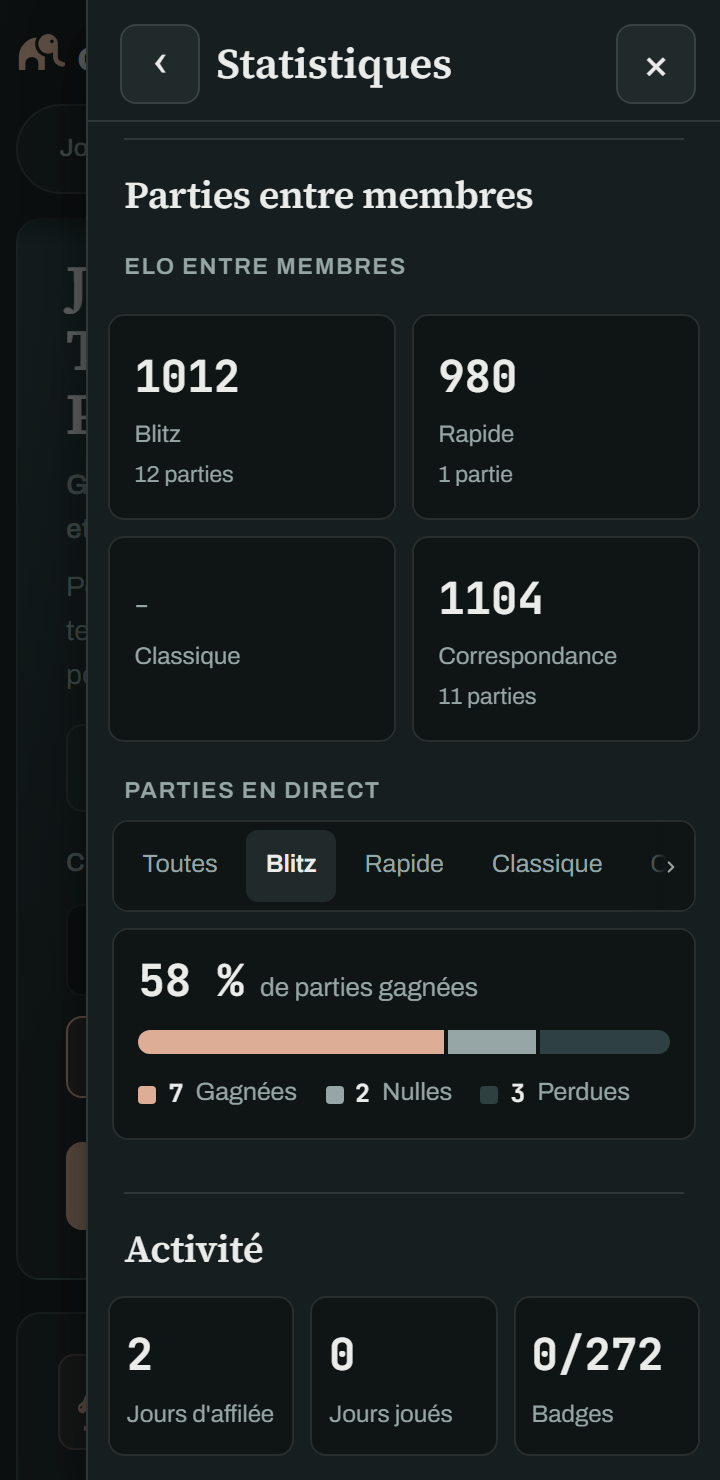 Statistiques
Parties entre membres
ELO ENTRE MEMBRES
1012
Blitz
12 parties
980
Rapide
1 partie
-
Classique
1104
Correspondance
11 parties
PARTIES EN DIRECT
Toutes Blitz Rapide Classique
58 % de parties gagnées
7 Gagnées 2 Nulles 3 Perdues
Activité
2
Jours d'affilée
0
Jours joués
0/272
Badges